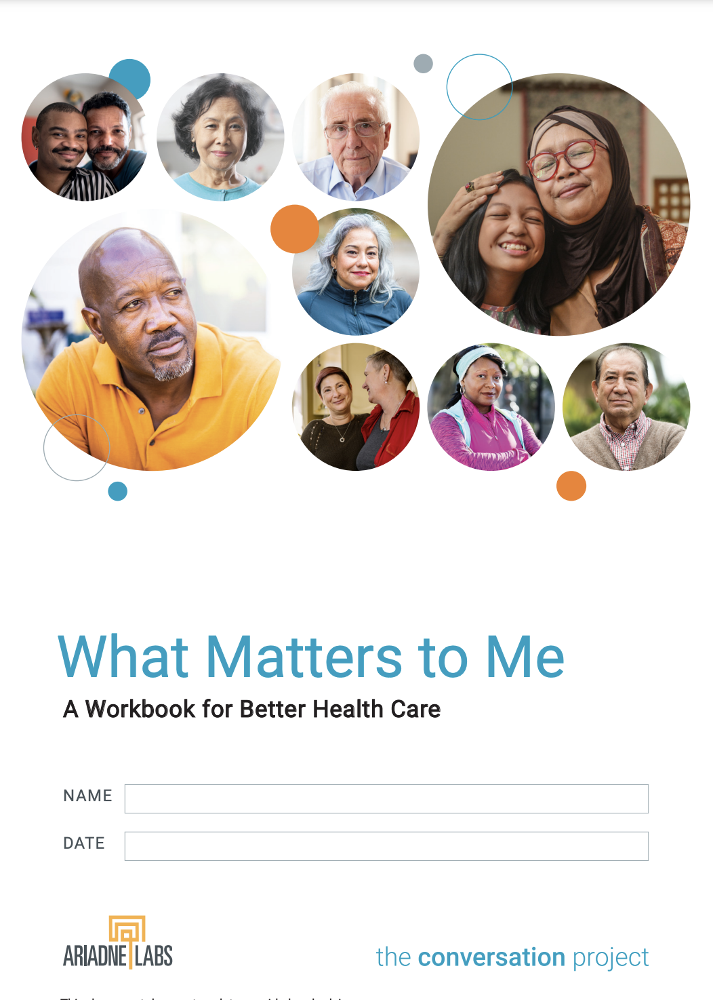 What Matters to Me
A Workbook for Better Health Care
NAME
DATE
ARIADNE LABS
the conversation project